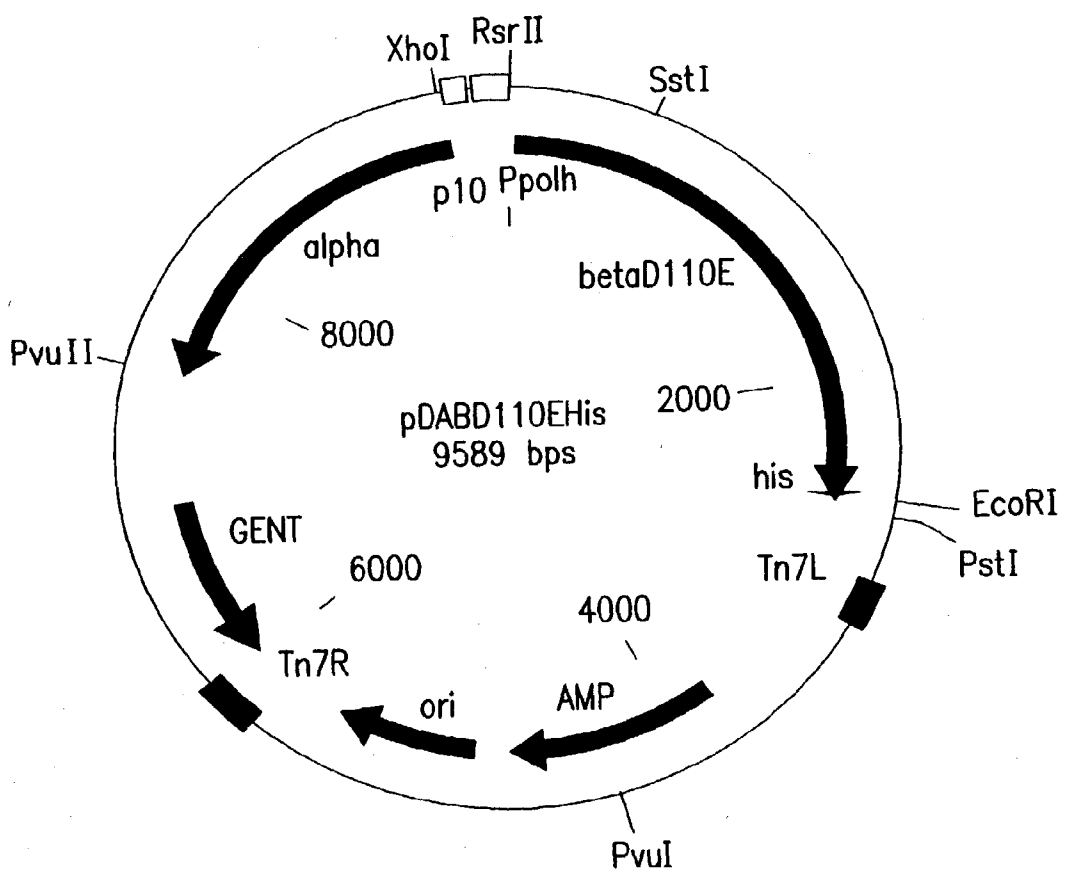 XhoI
RsrII
SstI
p10 Ppolh
alpha
betaD110E
8000
PvuII
2000
pDABD110EHis
9589 bps
his
EcoRI
GENT
PstI
6000
Tn7L
4000
Tn7R
ori
AMP
PvuI